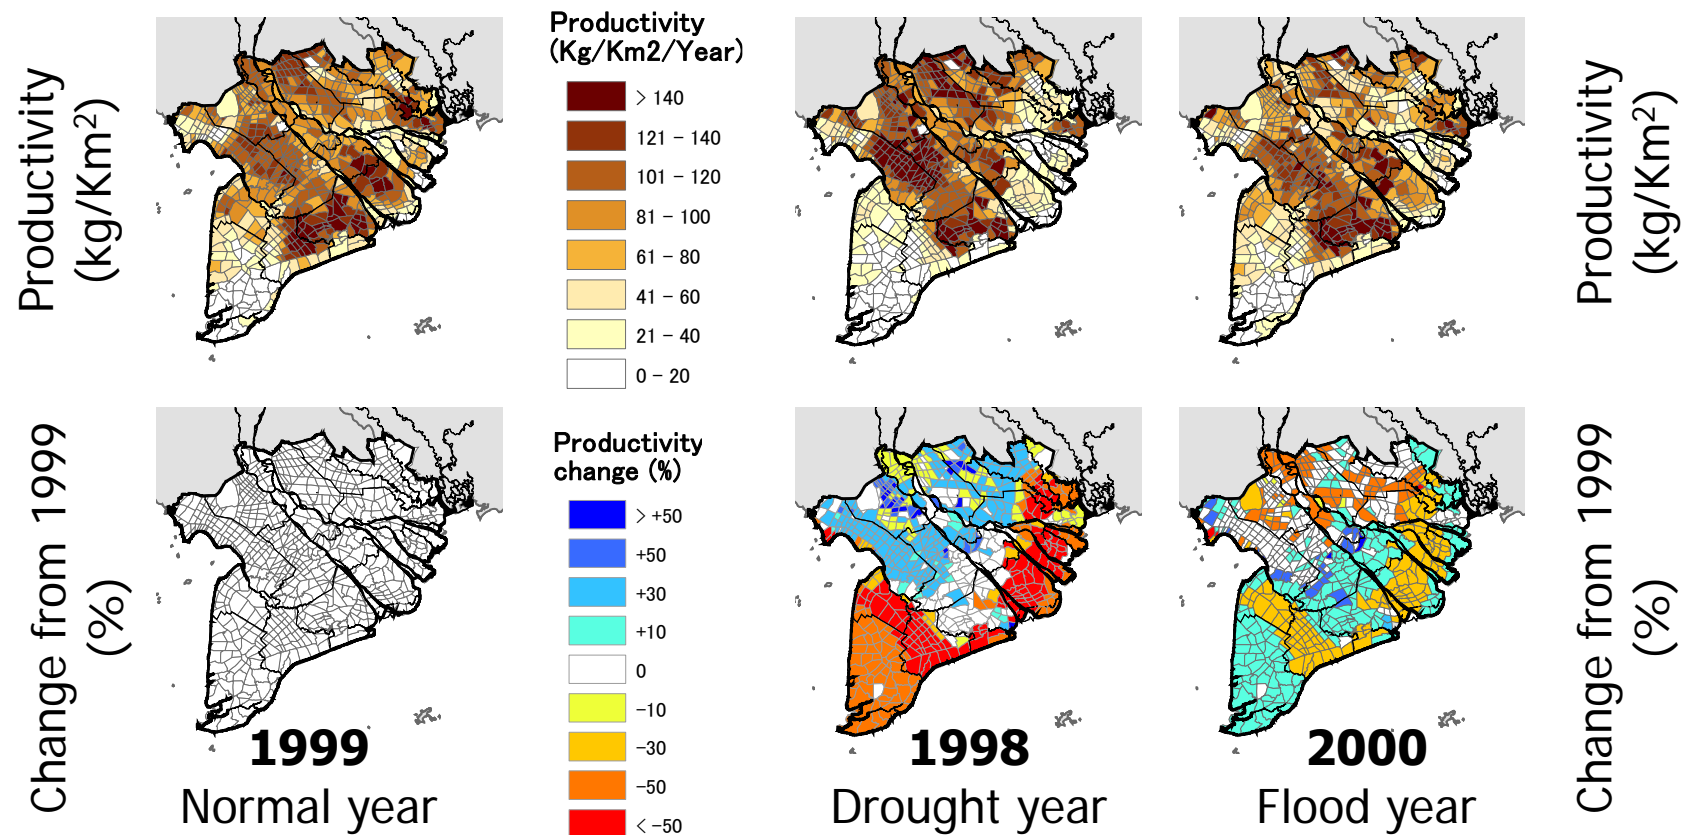 Productivity
(kg/Km2)
Productivity
(Kg/Km2/Year)
> 140
121 – 140
101 – 120
81 – 100
61 – 80
41 – 60
21 – 40
0 – 20
Productivity
(kg/Km2)
Change from 1999
(%)
Productivity
change (%)
> +50
+50
+30
+10
0
−10
−30
−50
< −50
Change from 1999
(%)
1999
Normal year
1998
Drought year
2000
Flood year